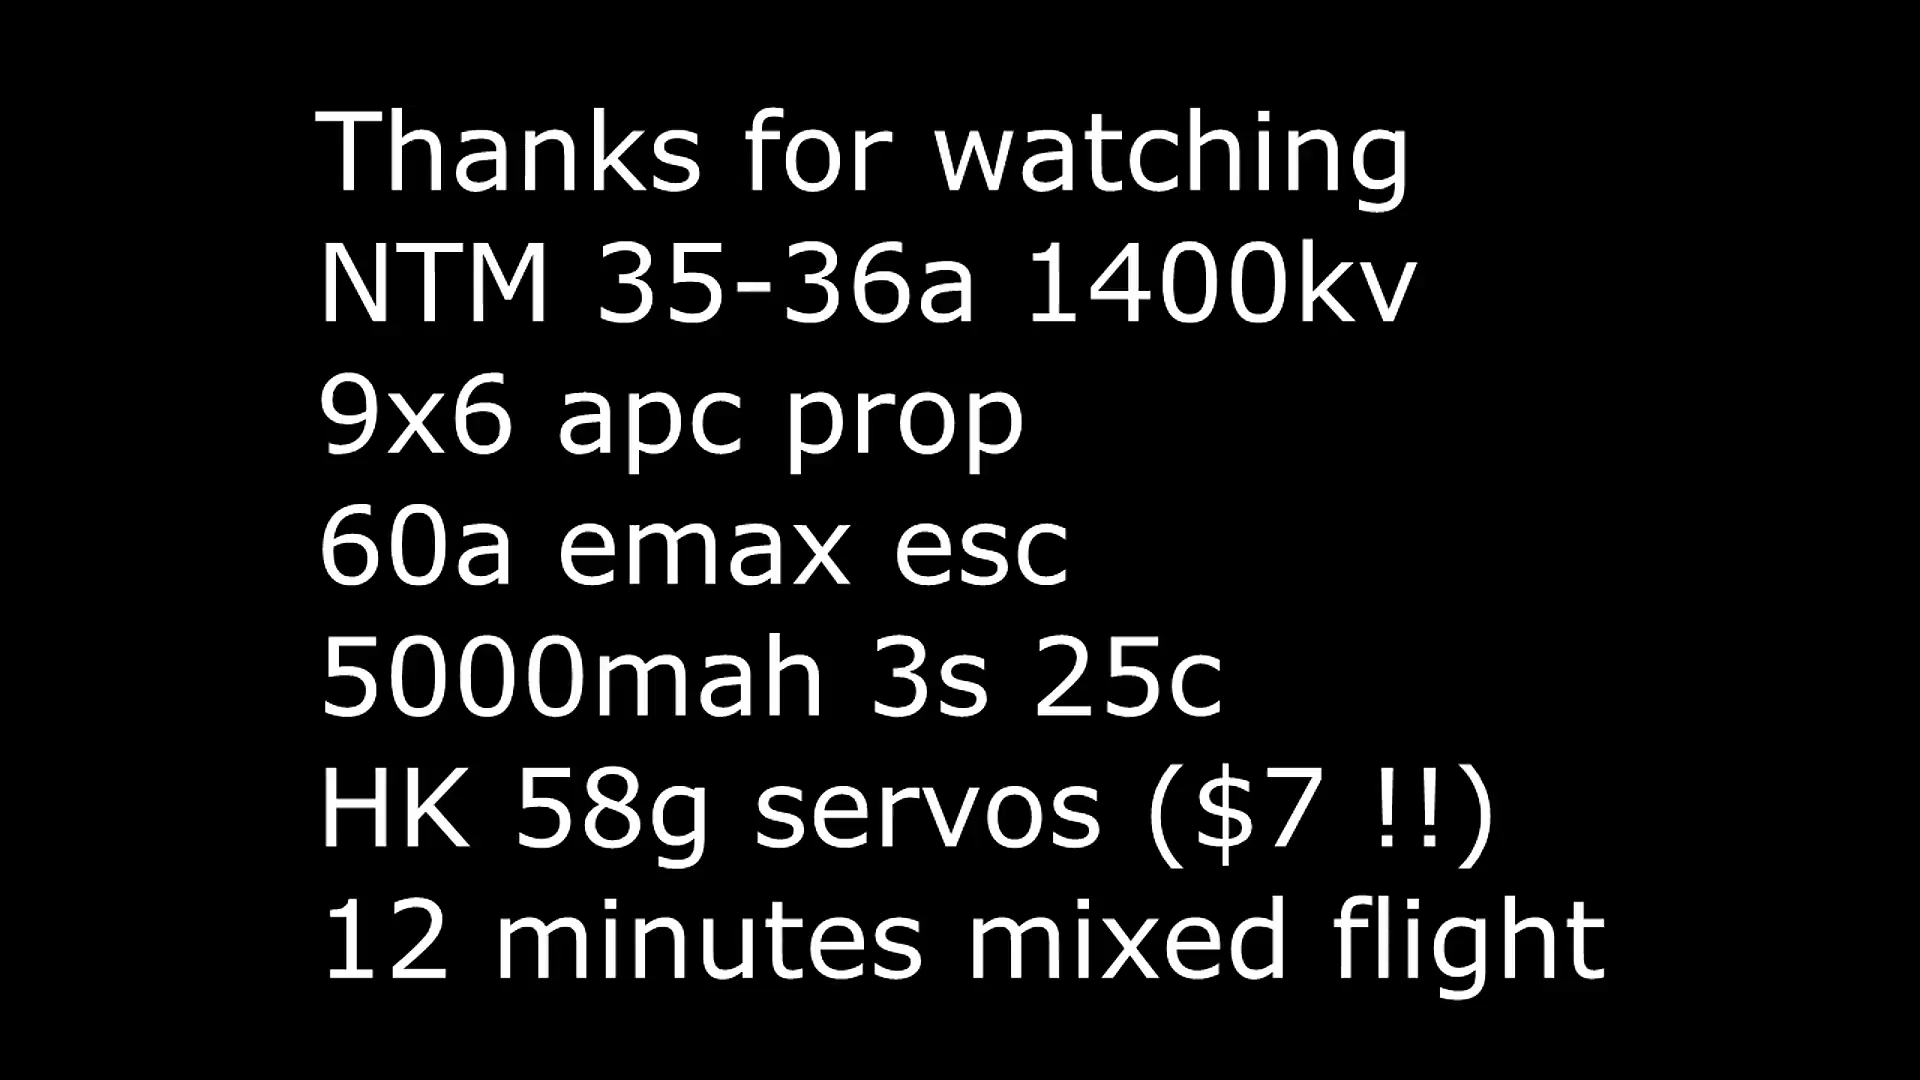 Thanks for watching
NTM 35-36a 1400kv
9x6 apc prop
60a emax esc
5000mah 3s 25c
HK 58g servos ($7 !!)
12 minutes mixed flight